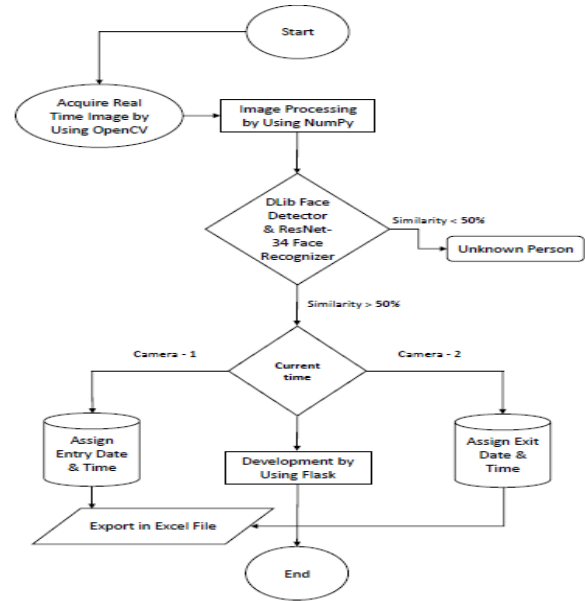 Start
Acquire Real
Time Image by
Using OpenCV
Image Processing
by Using NumPy
DLib Face
Detector
& ResNet-
34 Face
Recognizer
Similarity < 50%
Unknown Person
Similarity > 50%
Camera - 1
Current
time
Camera - 2
Assign
Entry Date
& Time
Development by
Using Flask
Assign Exit
Date &
Time
Export in Excel File
End